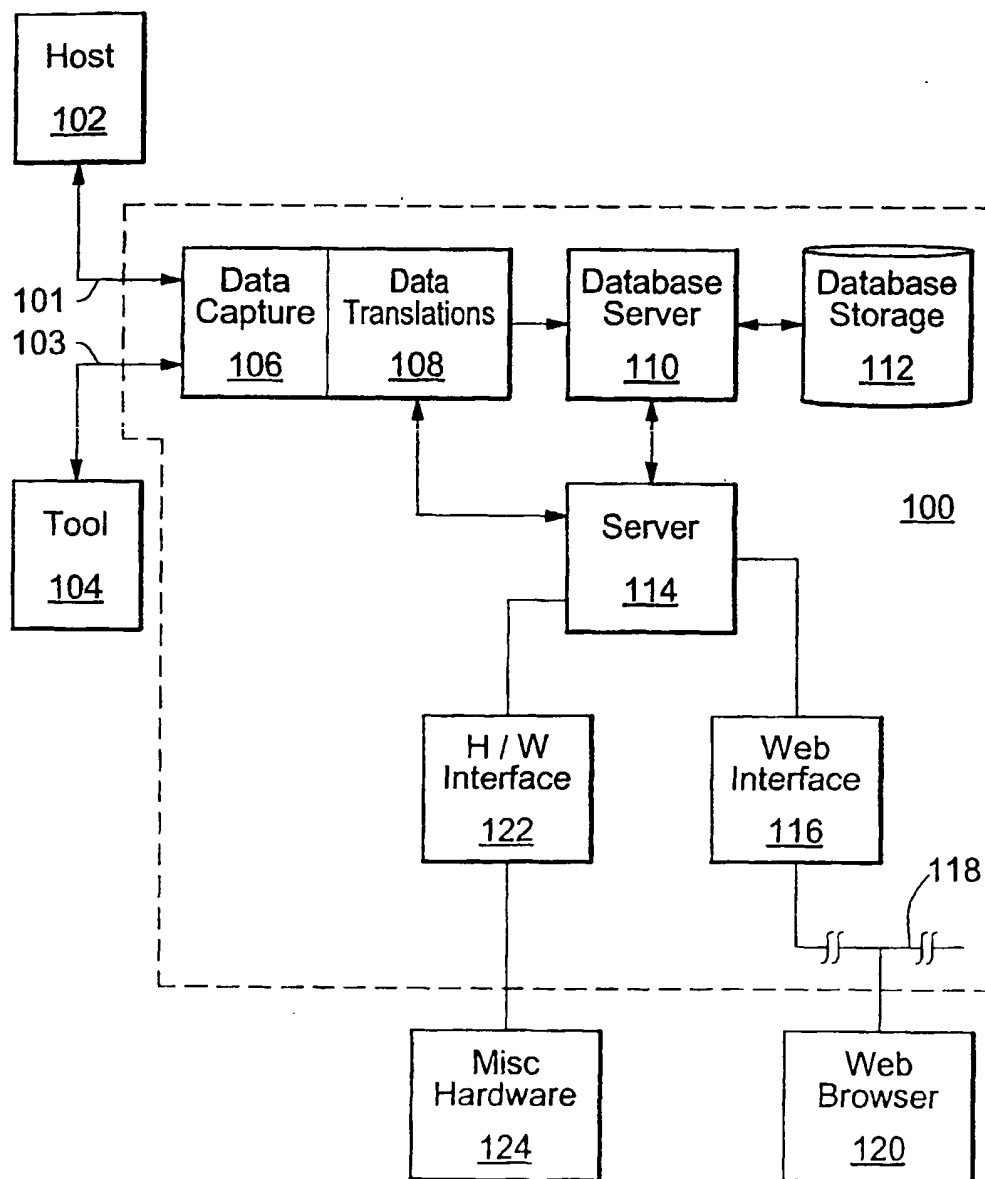 Host
102
101
103
Data
Capture
106
Data
Translations
108
Database
Server
110
Database
Storage
112
Tool
104
Server
114
100
H / W
Interface
122
Web
Interface
116
118
Misc
Hardware
124
Web
Browser
120